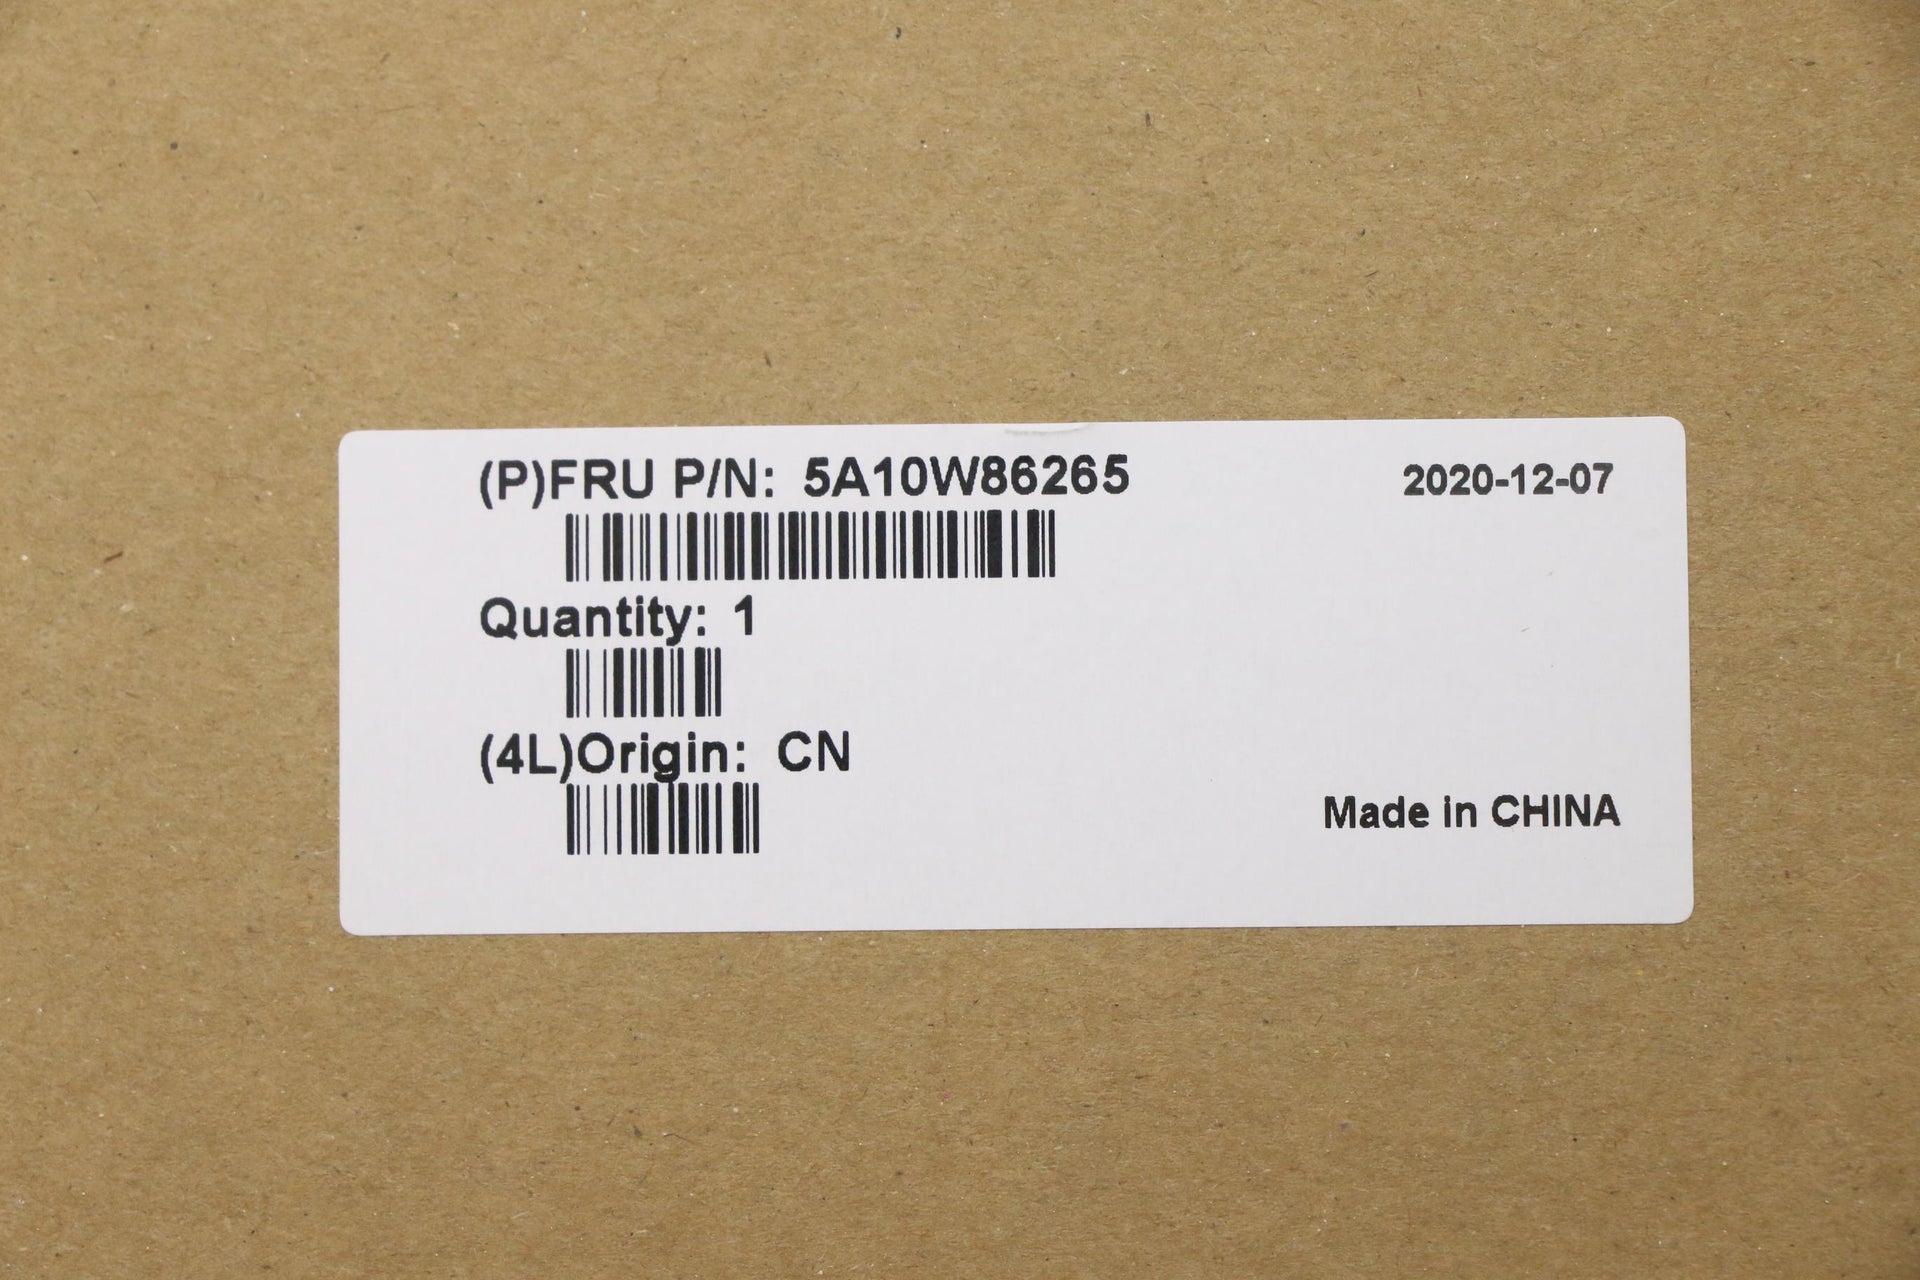 (P)FRU P/N: 5A10W86265
2020-12-07
Quantity: 1
(4L)Origin: CN
Made in CHINA